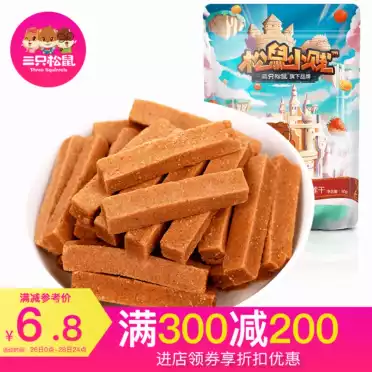 三只松鼠
Three Squirrels
松鼠小贱
三只松鼠 旗下品牌
满减参考价
¥6.8
满300减200
进店领券享折扣优惠